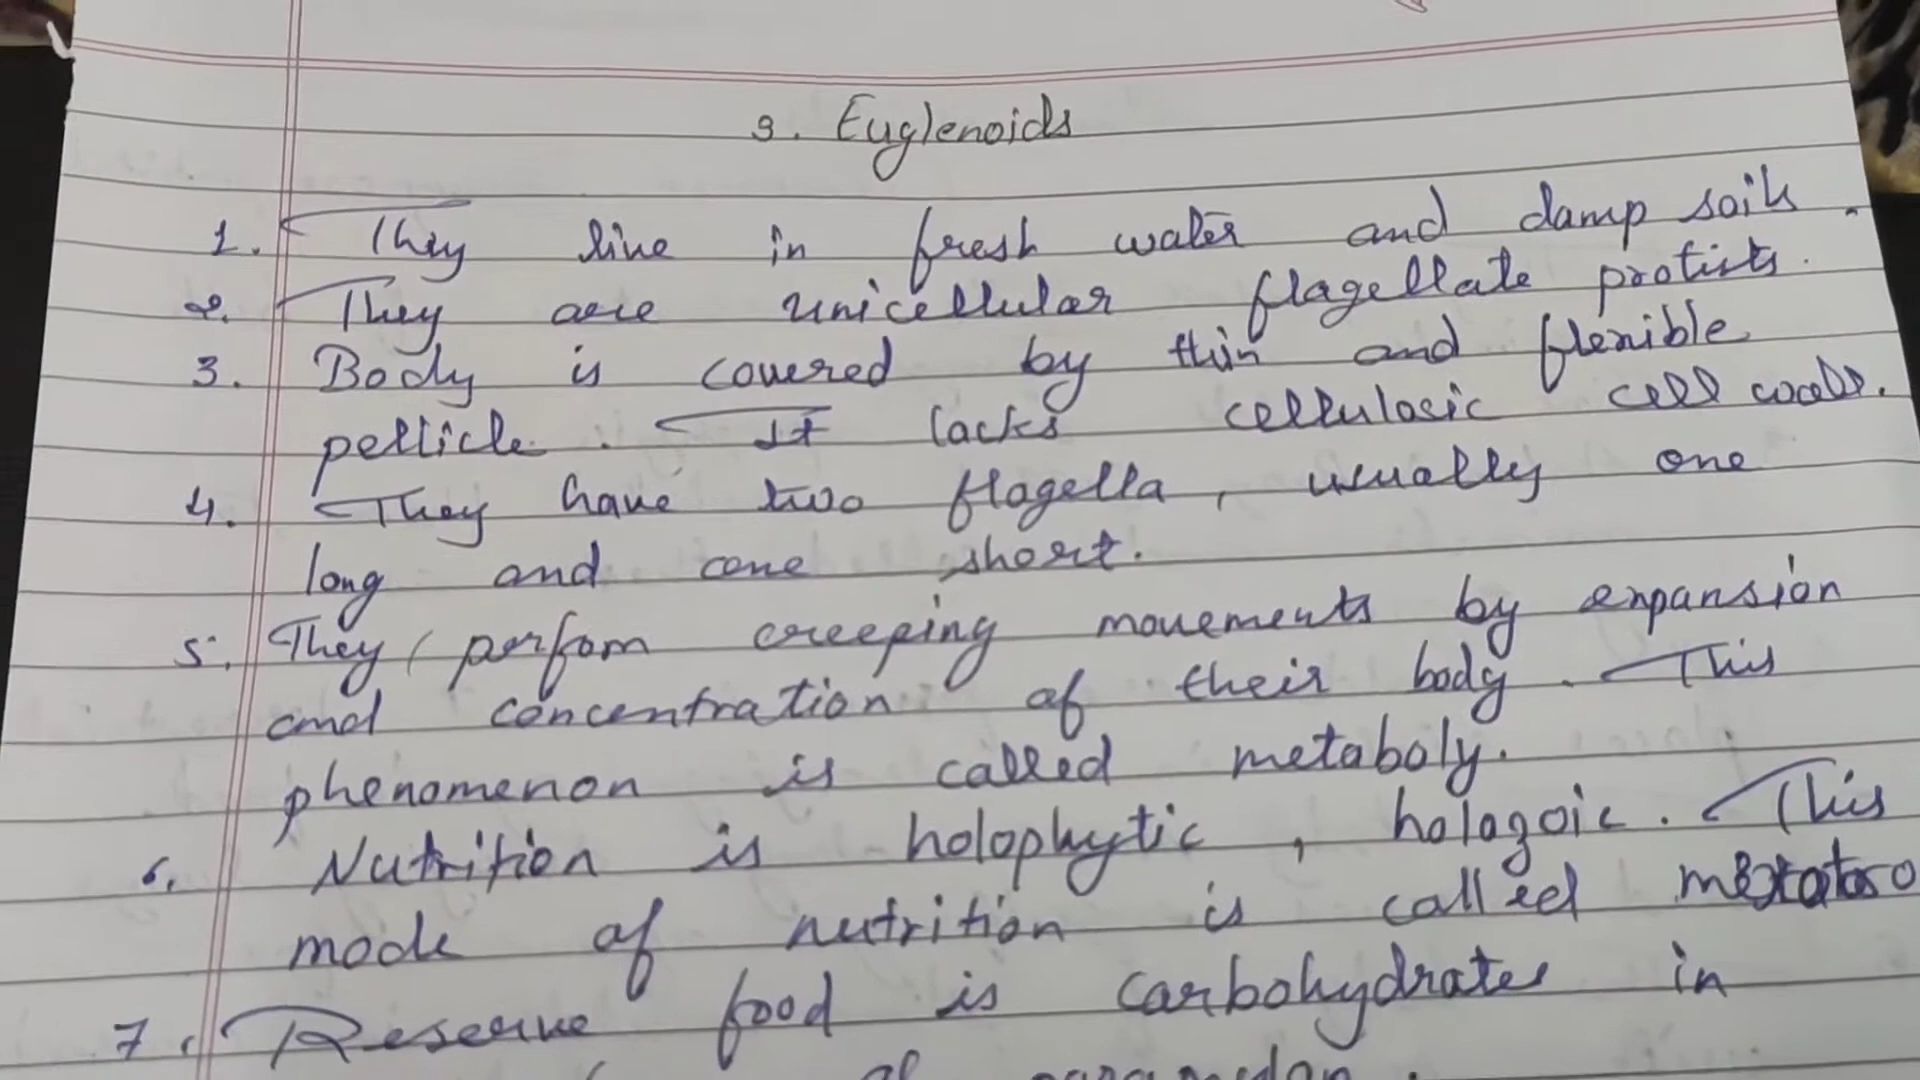 3. Euglenoids
1. They live in fresh water and damp soils.
2. They are unicellular flagellate protists.
3. Body is covered by thin and flexible
pellicle. It lacks cellulosic cell walls.
4. They have two flagella, usually one
long and one short.
5. They perfom creeping movements by expansion
and concentration of their body. This
phenomenon is called metaboly.
6. Nutrition is holophytic, holozoic. This
mode of nutrition is called
7. Reserve food is carbohydrates in
of